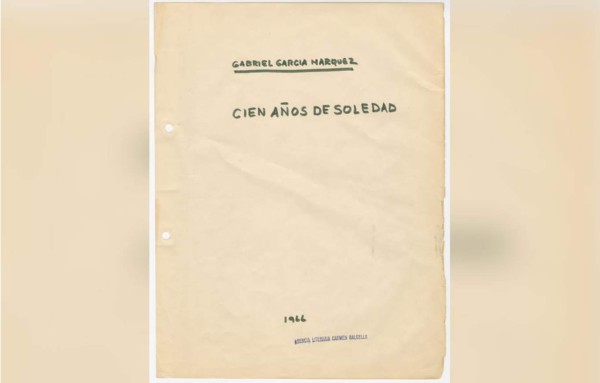 GABRIEL GARCIA MARQUEZ
CIEN AÑOS DE SOLEDAD
1966
AGENCIA LITERARIA CARMEN BALCELLS